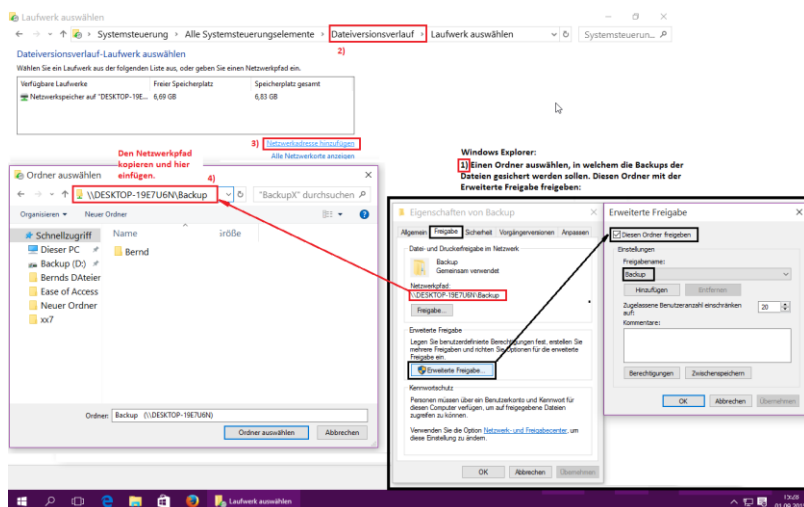 Laufwerk auswählen
Systemsteuerung › Alle Systemsteuerungselemente › Dateiversionsverlauf › Laufwerk auswählen
Systemsteuerun...
2)
Dateiversionsverlauf-Laufwerk auswählen
Wählen Sie ein Laufwerk aus der folgenden Liste aus, oder geben Sie einen Netzwerkpfad ein.
Verfügbare Laufwerke Freier Speicherplatz Speicherplatz gesamt
Netzwerkspeicher auf "DESKTOP-19E... 6,69 GB 6,83 GB
3) Netzwerkadresse hinzufügen
Alle Netzwerkorte anzeigen
Den Netzwerkpfad
kopieren und hier
einfügen.
4)
Ordner auswählen
\\DESKTOP-19E7U6N\Backup
"BackupX" durchsuchen
Organisieren Neuer Ordner
Schnellzugriff
Dieser PC
Backup (D:)
Bernds DAteier
Ease of Access
Neuer Ordner
xx7
Name
iröße
Bernd
Ordner: Backup (\\DESKTOP-19E7U6N)
Ordner auswählen Abbrechen
Windows Explorer:
1) Einen Ordner auswählen, in welchem die Backups der
Dateien gesichert werden sollen. Diesen Ordner mit der
Erweiterte Freigabe freigeben:
Eigenschaften von Backup
Allgemein Freigabe Sicherheit Vorgängerversionen Anpassen
Datei- und Druckerfreigabe im Netzwerk
Backup
Gemeinsam verwendet
Netzwerkpfad:
\\DESKTOP-19E7U6N\Backup
Freigabe...
Erweiterte Freigabe
Legen Sie benutzerdefinierte Berechtigungen fest, erstellen Sie
mehrere Freigaben und richten Sie Optionen für die erweiterte
Freigabe ein.
Erweiterte Freigabe...
Kennwortschutz
Personen müssen über ein Benutzerkonto und Kennwort für
diesen Computer verfügen, um auf freigegebene Dateien
zugreifen zu können.
Verwenden Sie die Option Netzwerk- und Freigabecenter, um
diese Einstellung zu ändern.
OK Abbrechen Übernehmen
Erweiterte Freigabe
Diesen Ordner freigeben
Einstellungen
Freigabename:
Backup
Hinzufügen Entfernen
Zugelassene Benutzeranzahl einschränken
auf:
20
Kommentare:
Berechtigungen Zwischenspeichern
OK Abbrechen Übernehmen
Laufwerk auswählen